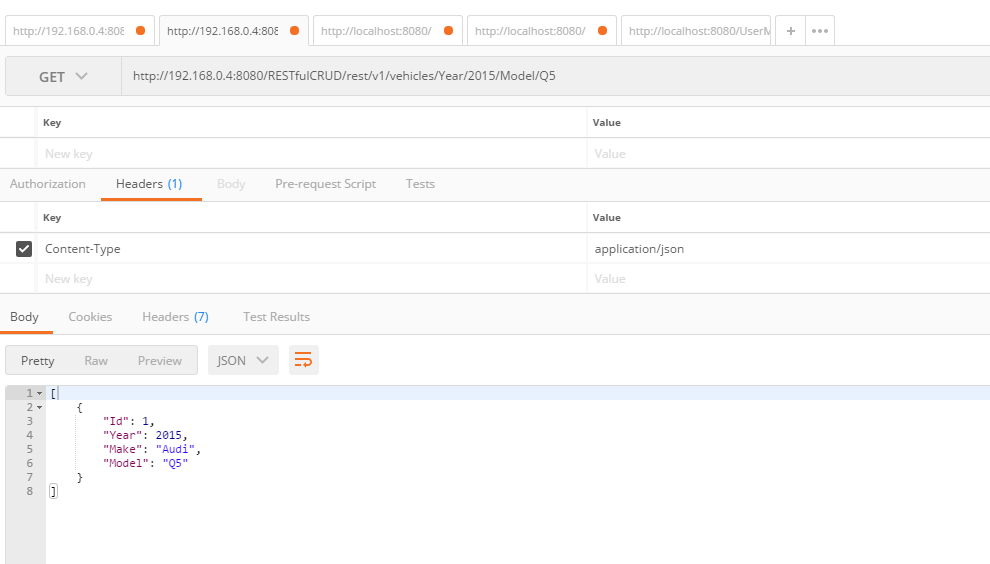 http://192.168.0.4:808 http://192.168.0.4:808 http://localhost:8080/ http://localhost:8080/ http://localhost:8080/UserM + •••
GET http://192.168.0.4:8080/RESTfulCRUD/rest/v1/vehicles/Year/2015/Model/Q5
Key Value
New key Value
Authorization Headers (1) Body Pre-request Script Tests
Key Value
Content-Type application/json
New key Value
Body Cookies Headers (7) Test Results
Pretty Raw Preview JSON
1 [
2 {
3 "Id": 1,
4 "Year": 2015,
5 "Make": "Audi",
6 "Model": "Q5"
7 }
8 ]